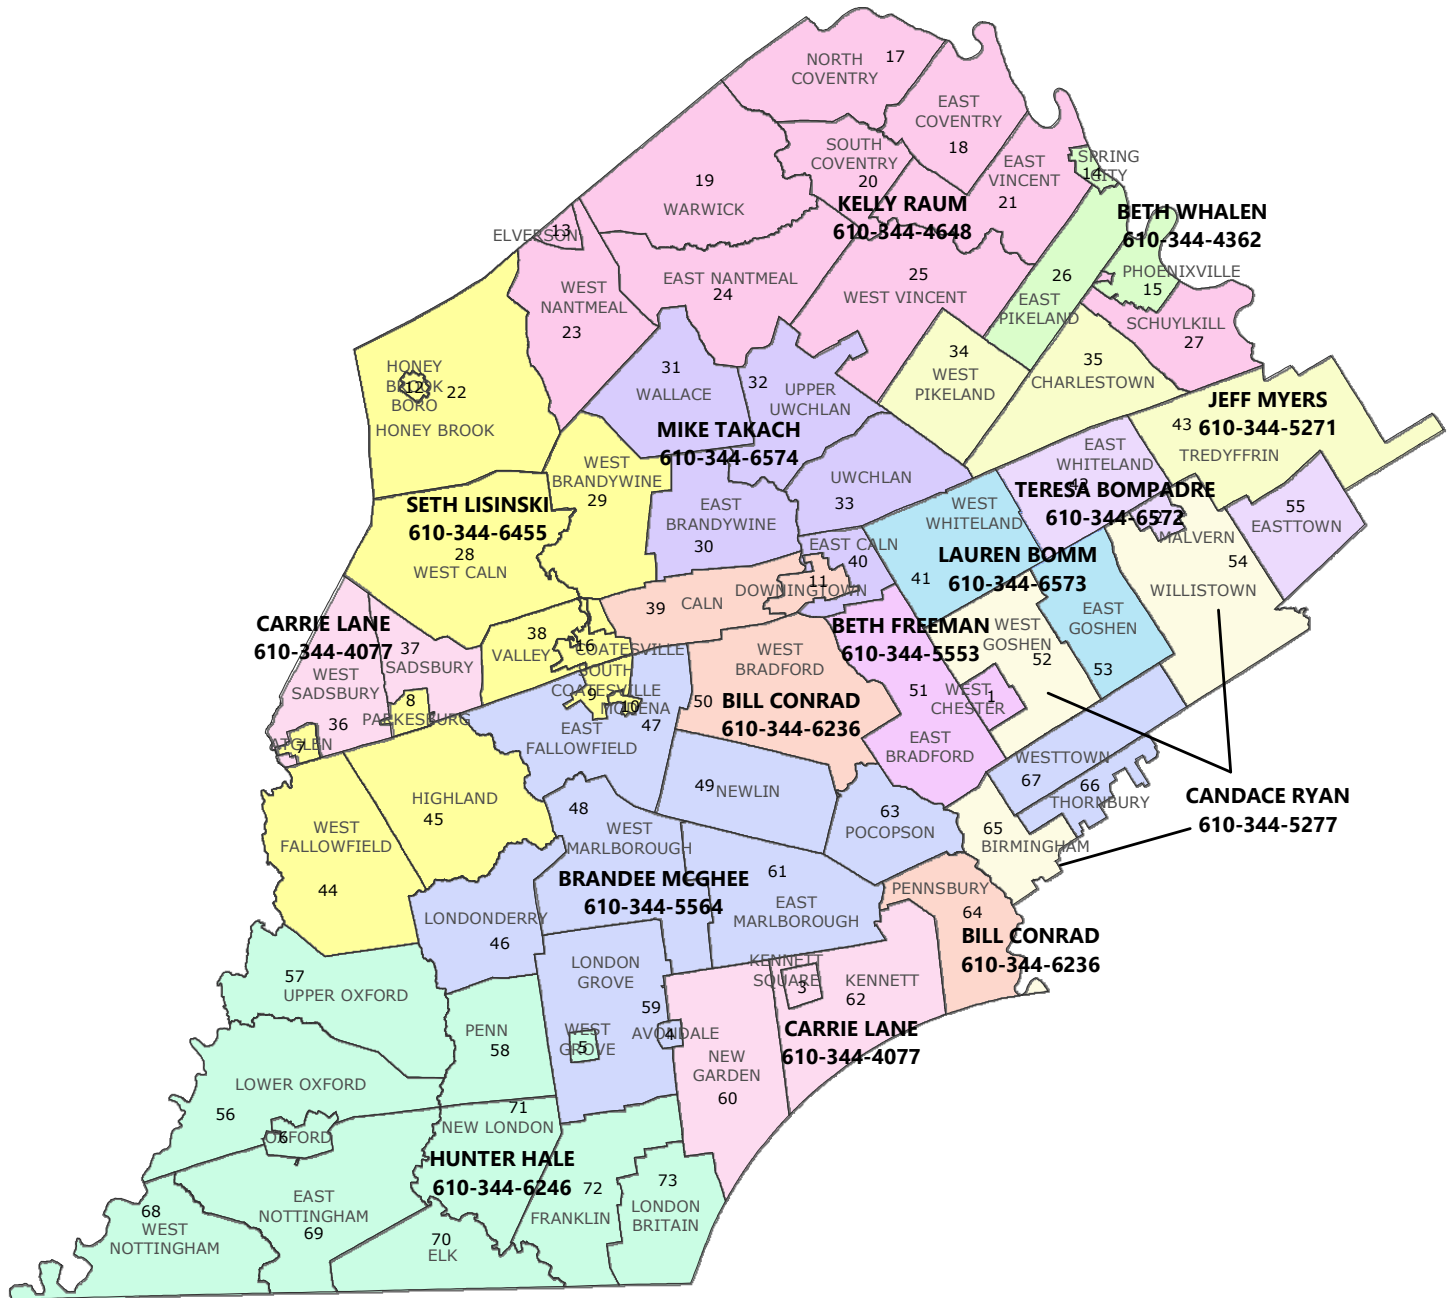 NORTH
COVENTRY
17
EAST
COVENTRY
18
SOUTH
COVENTRY
20
EAST
VINCENT
21
SPRING
CITY
14
19
WARWICK
KELLY RAUM
610-344-4648
BETH WHALEN
610-344-4362
ELVERSON
13
WEST
NANTMEAL
23
EAST NANTMEAL
24
25
WEST VINCENT
26
EAST
PIKELAND
PHOENIXVILLE
15
SCHUYLKILL
27
HONEY
BROOK
BORO
12
22
HONEY BROOK
31
WALLACE
32
UPPER
UWCHLAN
34
WEST
PIKELAND
35
CHARLESTOWN
JEFF MYERS
610-344-5271
43
TREDYFFRIN
MIKE TAKACH
610-344-6574
WEST
BRANDYWINE
29
UWCHLAN
33
EAST
WHITELAND
42
TERESA BOMPADRE
610-344-6572
2
MALVERN
55
EASTTOWN
SETH LISINSKI
610-344-6455
28
WEST CALN
EAST
BRANDYWINE
30
WEST
WHITELAND
41
EAST CALN
40
LAUREN BOMM
610-344-6573
54
WILLISTOWN
DOWNINGTOWN
11
39
CALN
CARRIE LANE
610-344-4077
37
SADSBURY
WEST
SADSBURY
36
38
VALLEY
16
COATESVILLE
SOUTH
COATESVILLE
9
MODENA
10
47
BETH FREEMAN
610-344-5553
WEST
GOSHEN
52
EAST
GOSHEN
53
WEST
BRADFORD
50
BILL CONRAD
610-344-6236
51
WEST
CHESTER
1
8
PARKESBURG
ATGLEN
7
EAST
FALLOWFIELD
EAST
BRADFORD
WESTTOWN
67
66
THORNBURY
HIGHLAND
45
48
WEST
MARLBOROUGH
49
NEWLIN
63
POCOPSON
65
BIRMINGHAM
CANDACE RYAN
610-344-5277
WEST
FALLOWFIELD
44
BRANDEE MCGHEE
610-344-5564
61
EAST
MARLBOROUGH
PENNSBURY
64
BILL CONRAD
610-344-6236
LONDONDERRY
46
57
UPPER OXFORD
LONDON
GROVE
59
KENNETT
SQUARE
3
KENNETT
62
CARRIE LANE
610-344-4077
PENN
58
WEST
GROVE
5
AVONDALE
4
NEW
GARDEN
60
LOWER OXFORD
56
OXFORD
6
71
NEW LONDON
HUNTER HALE
610-344-6246
72
FRANKLIN
73
LONDON
BRITAIN
EAST
NOTTINGHAM
69
68
WEST
NOTTINGHAM
70
ELK